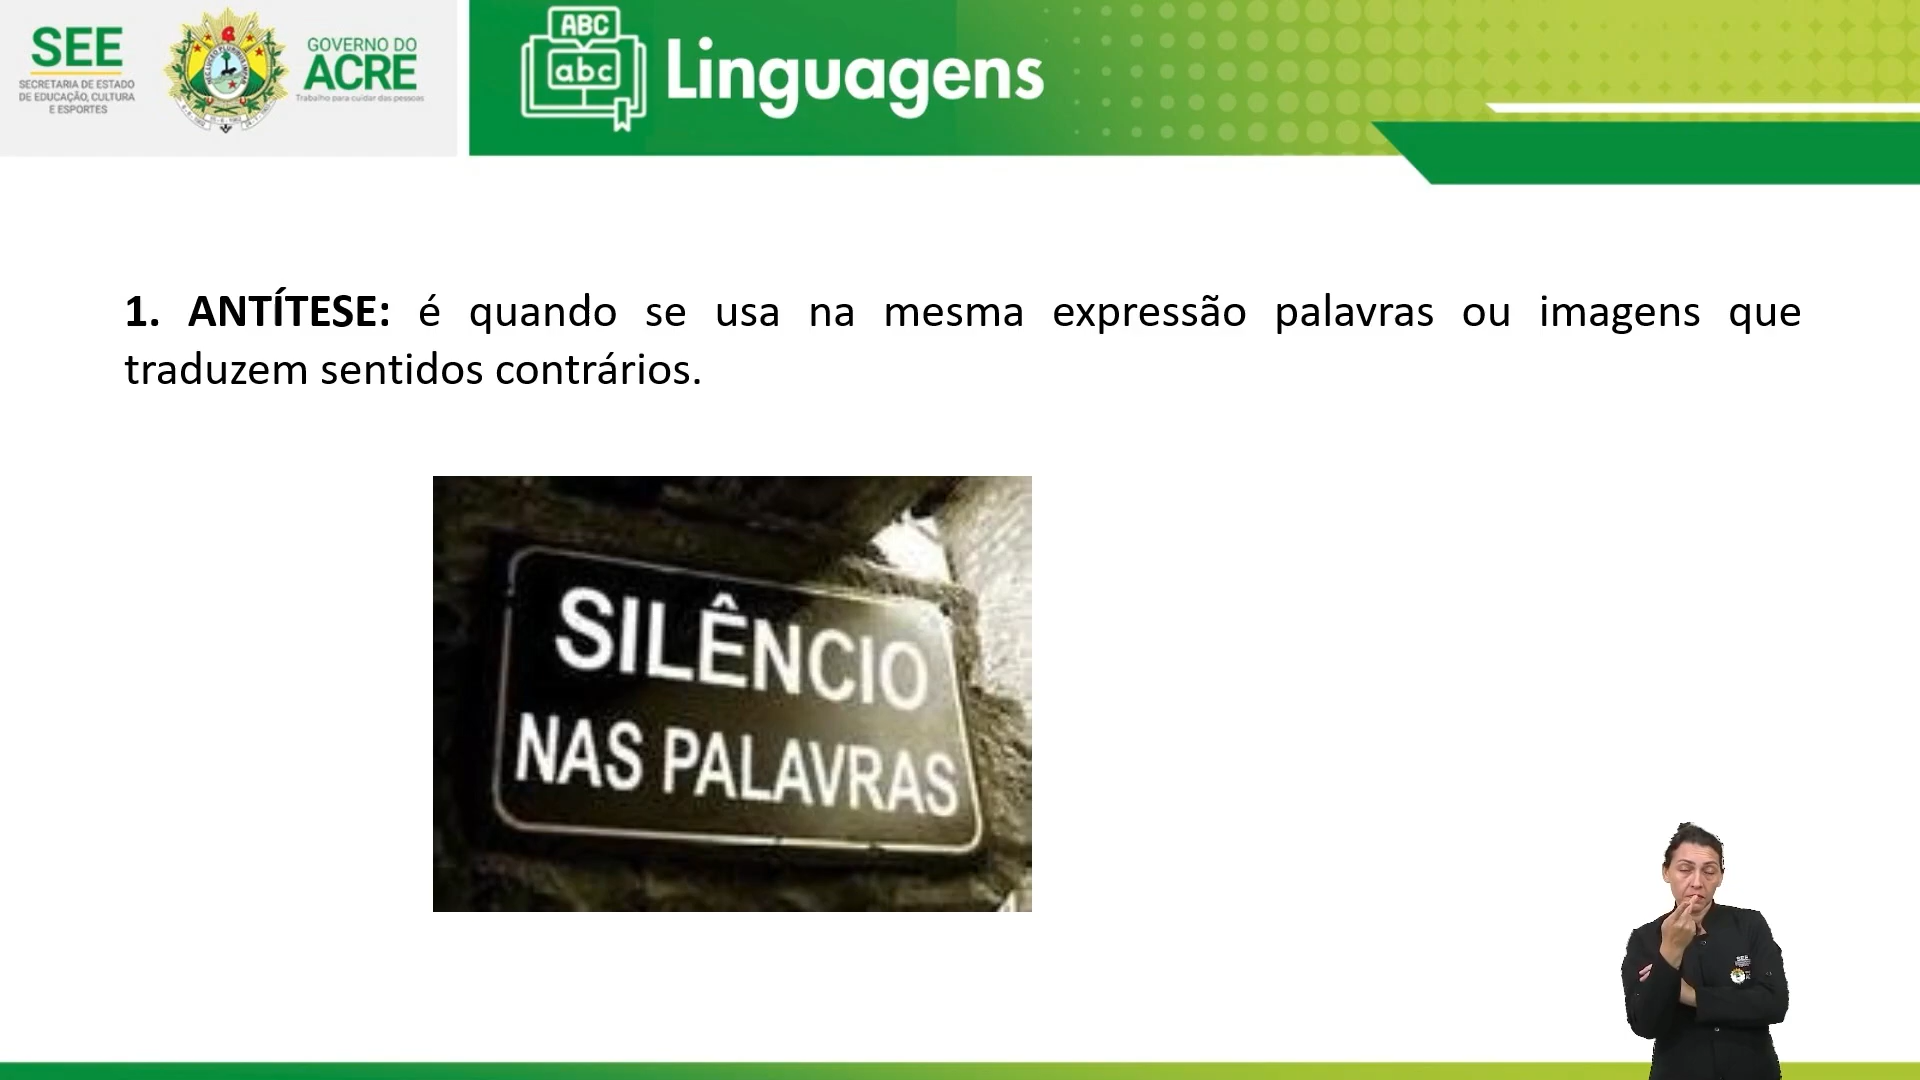 SEE
SECRETARIA DE ESTADO
DE EDUCAÇÃO, CULTURA
E ESPORTES
GOVERNO DO
ACRE
Trabalho para cuidar das pessoas
ABC
abc
Linguagens
1. ANTÍTESE: é quando se usa na mesma expressão palavras ou imagens que
traduzem sentidos contrários.
SILÊNCIO
NAS PALAVRAS
SEE